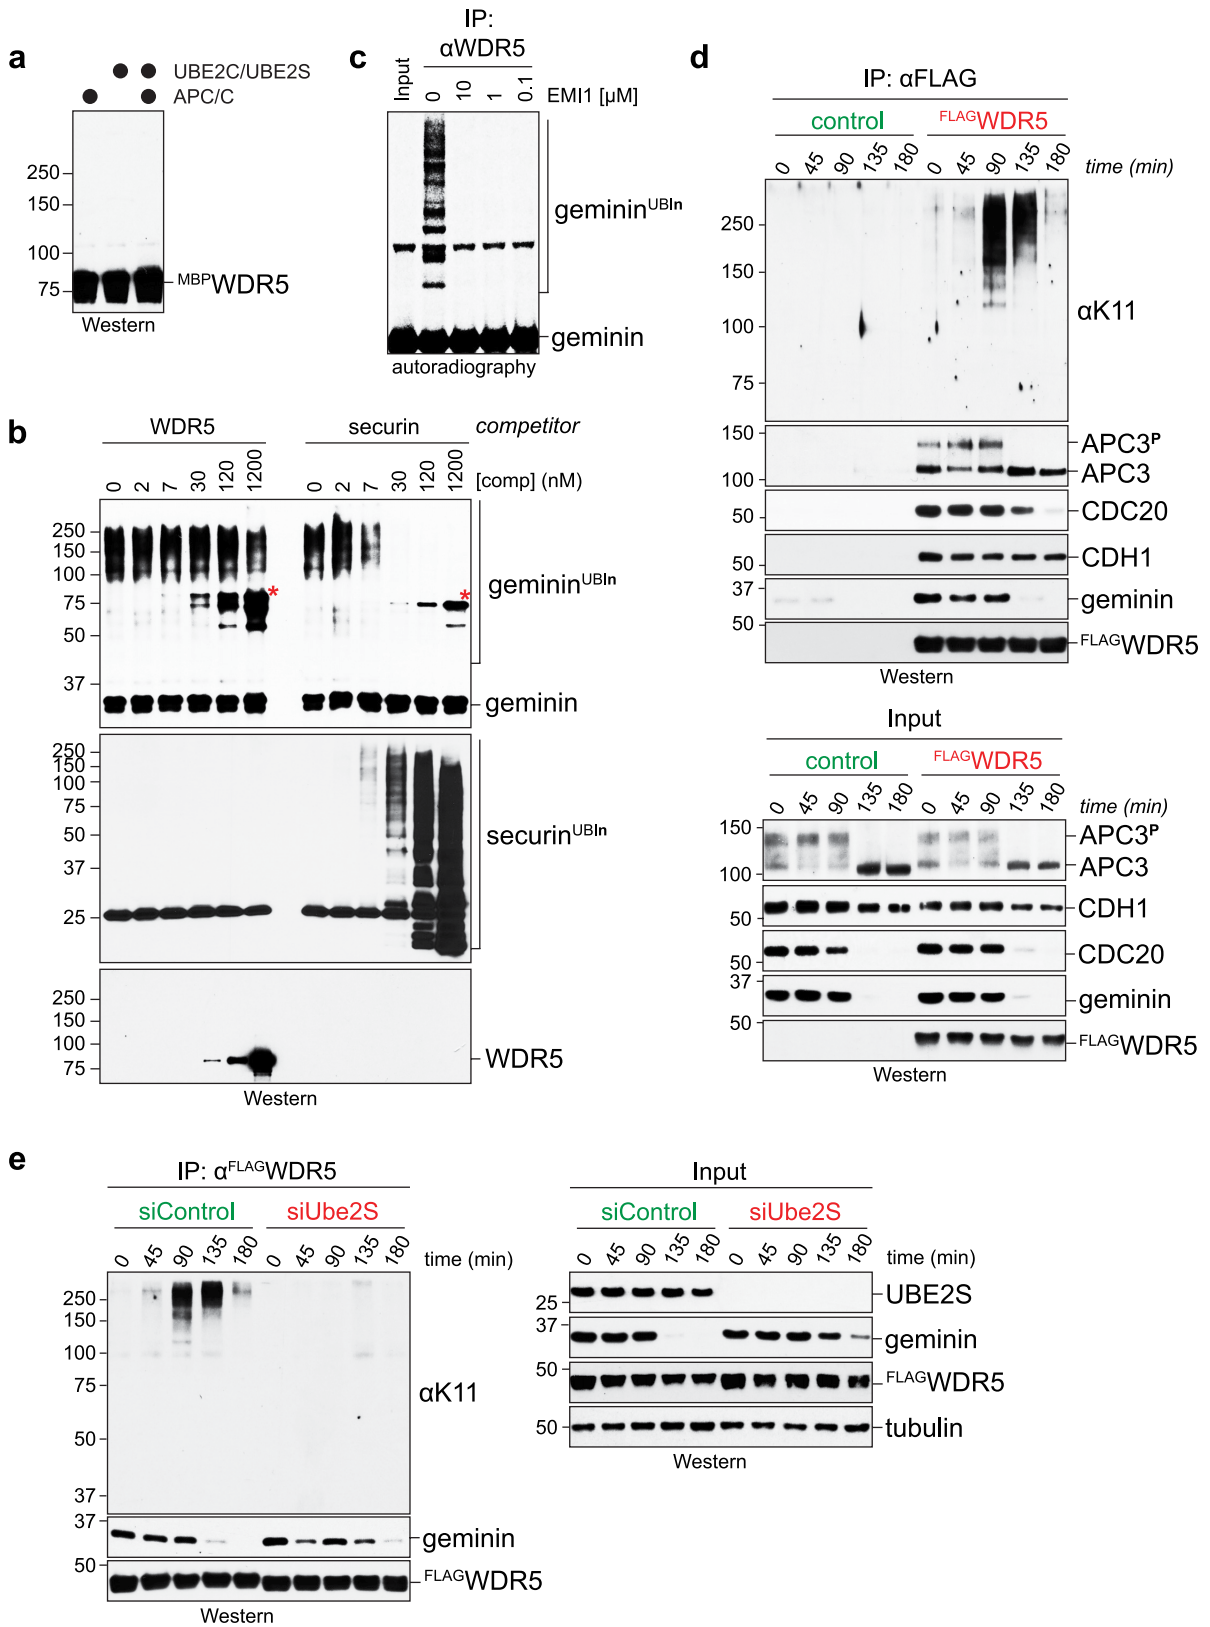 a
UBE2C/UBE2S
APC/C
250
150
100
75
MBPWDR5
Western
c
IP:
αWDR5
Input
0
10
1
0.1
EMI1 [µM]
gemininUBIn
geminin
autoradiography
b
WDR5 securin competitor
0 2 7 30 120 1200 0 2 7 30 120 1200 [comp] (nM)
250
150
100
75
50
37
*
*
gemininUBIn
geminin
250
150
100
75
50
37
25
securinUBIn
250
150
100
75
WDR5
Western
d
IP: αFLAG
control FLAGWDR5
0 45 90 135 180 0 45 90 135 180 time (min)
250
150
100
75
αK11
150
100
APC3P
APC3
50
CDC20
50
CDH1
37
geminin
50
FLAGWDR5
Western
Input
control FLAGWDR5
0 45 90 135 180 0 45 90 135 180 time (min)
150
100
APC3P
APC3
50
CDH1
50
CDC20
37
geminin
50
FLAGWDR5
Western
e
IP: αFLAGWDR5
siControl siUbe2S
0 45 90 135 180 0 45 90 135 180 time (min)
250
150
100
75
50
37
αK11
37
geminin
50
FLAGWDR5
Western
Input
siControl siUbe2S
0 45 90 135 180 0 45 90 135 180 time (min)
25
UBE2S
37
geminin
50
FLAGWDR5
50
tubulin
Western